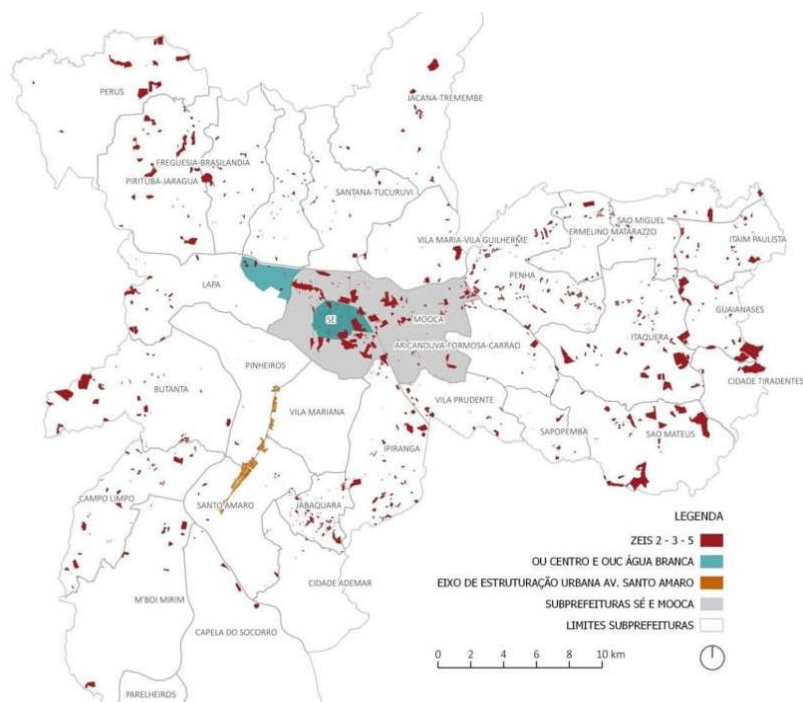 PERUS
JAÇANA-TREMEMBE
FREGUESIA-BRASILANDIA
PIRITUBA-JARAGUA
SANTANA-TUCURUVI
SAO MIGUEL
ERMELINO MATARAZZO
ITAIM PAULISTA
VILA MARIA-VILA GUILHERME
PENHA
LAPA
GUAIANASES
SÉ
MOOCA
ARICANDUVA-FORMOSA-CARRAO
ITAQUERA
PINHEIROS
CIDADE TIRADENTES
BUTANTA
VILA MARIANA
VILA PRUDENTE
SAPOPEMBA
SAO MATEUS
IPIRANGA
CAMPO LIMPO
SANTO AMARO
JABAQUARA
CIDADE ADEMAR
M'BOI MIRIM
CAPELA DO SOCORRO
PARELHEIROS
LEGENDA
ZEIS 2 - 3 - 5
OU CENTRO E OUC ÁGUA BRANCA
EIXO DE ESTRUTURAÇÃO URBANA AV. SANTO AMARO
SUBPREFEITURAS SÉ E MOOCA
LIMITES SUBPREFEITURAS
0 2 4 6 8 10 km